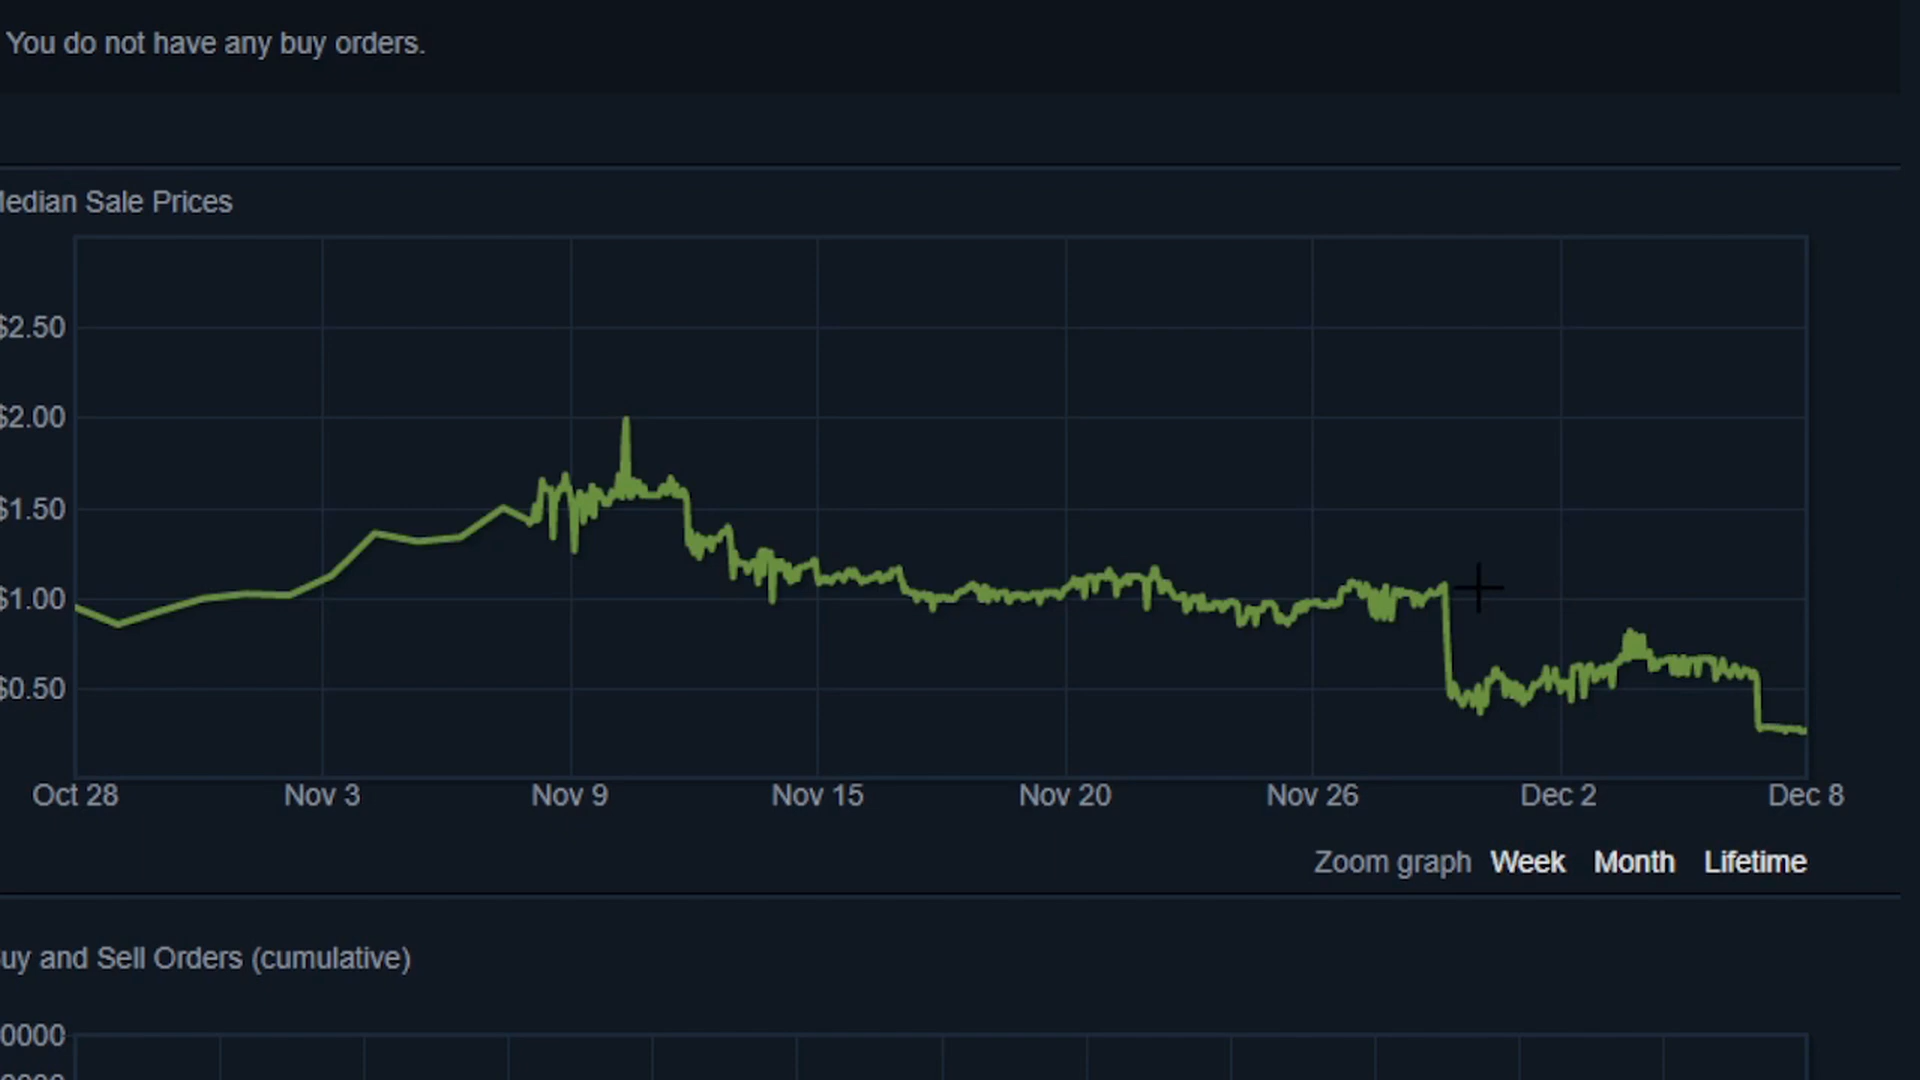 You do not have any buy orders.
Median Sale Prices
$2.50
$2.00
$1.50
$1.00
$0.50
Oct 28 Nov 3 Nov 9 Nov 15 Nov 20 Nov 26 Dec 2 Dec 8
Zoom graph Week Month Lifetime
uy and Sell Orders (cumulative)
0000